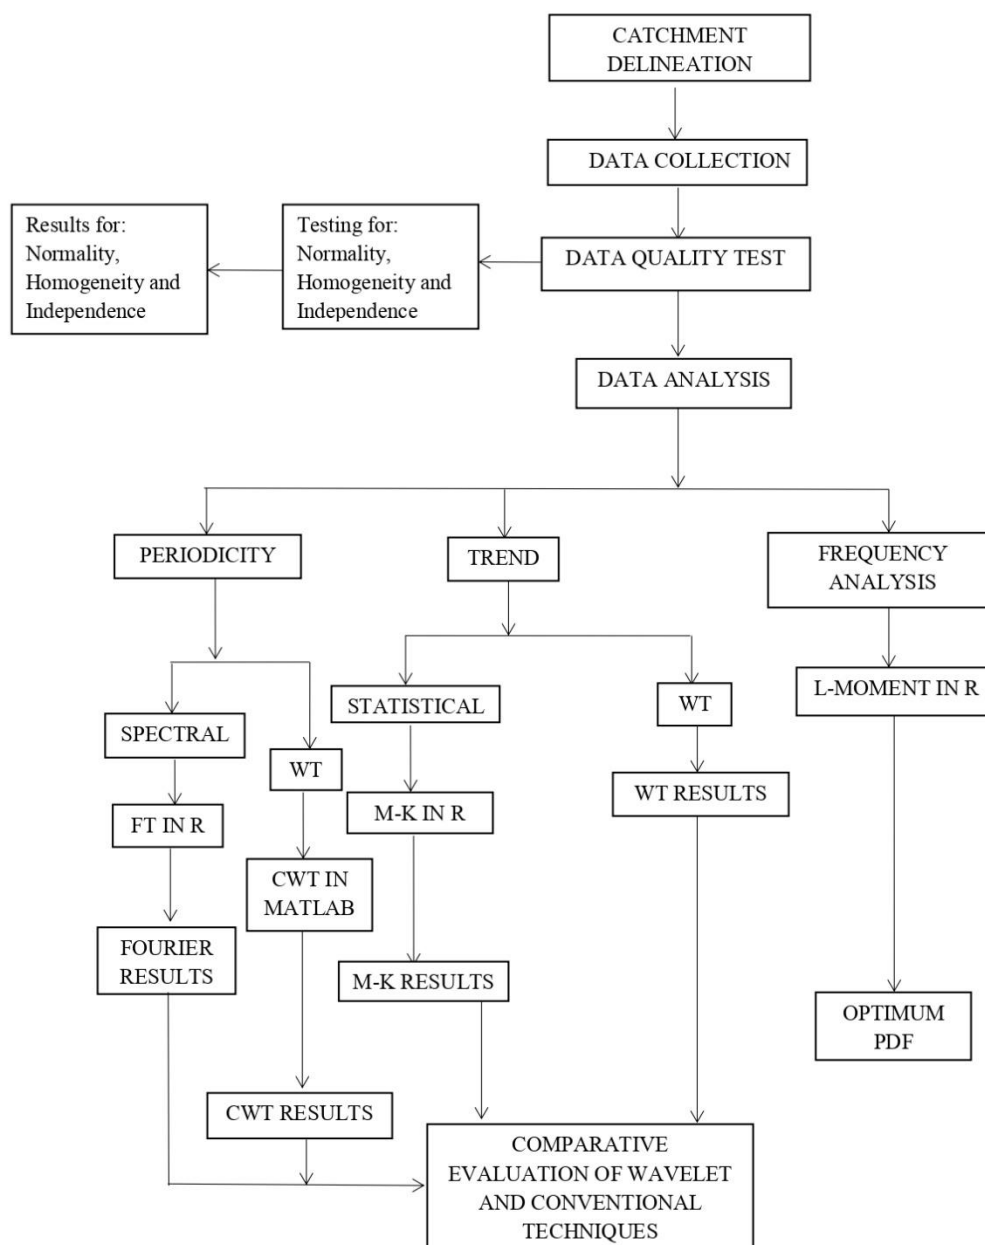 CATCHMENT
DELINEATION
DATA COLLECTION
Results for:
Normality,
Homogeneity and
Independence
Testing for:
Normality,
Homogeneity and
Independence
DATA QUALITY TEST
DATA ANALYSIS
PERIODICITY
TREND
FREQUENCY
ANALYSIS
SPECTRAL
WT
STATISTICAL
WT
L-MOMENT IN R
FT IN R
CWT IN
MATLAB
M-K IN R
WT RESULTS
FOURIER
RESULTS
M-K RESULTS
OPTIMUM
PDF
CWT RESULTS
COMPARATIVE
EVALUATION OF WAVELET
AND CONVENTIONAL
TECHNIQUES